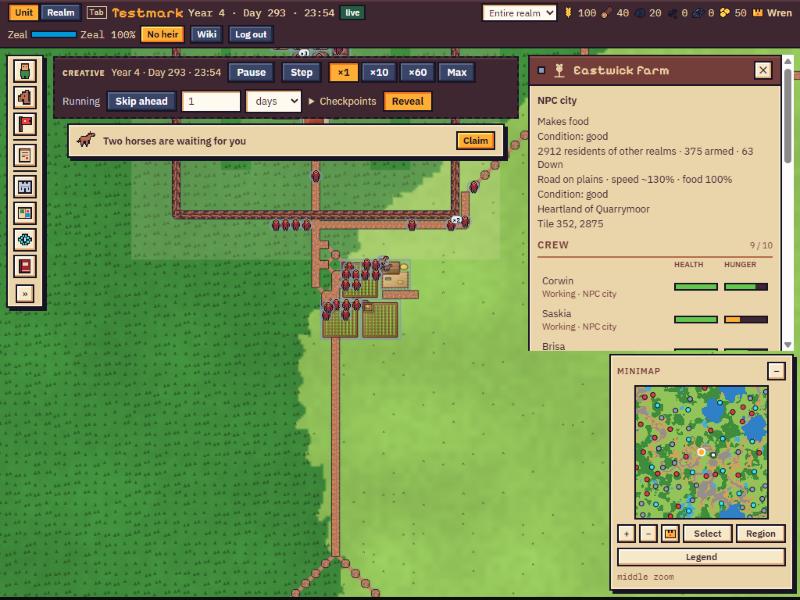 Unit Realm Tab Testmark Year 4 · Day 293 · 23:54 live Entire realm 100 40 20 0 0 50 Wren
Zeal Zeal 100% No heir Wiki Log out
CREATIVE Year 4 · Day 293 · 23:54 Pause Step ×1 ×10 ×60 Max
Running Skip ahead 1 days Checkpoints Reveal
Two horses are waiting for you Claim
»
×2
Eastwick Farm
NPC city
Makes food
Condition: good
2912 residents of other realms · 375 armed · 63
Down
Road on plains · speed ~130% · food 100%
Condition: good
Heartland of Quarrymoor
Tile 352, 2875
CREW 9 / 10
HEALTH HUNGER
Corwin
Working · NPC city
Saskia
Working · NPC city
Brisa
MINIMAP −
+ − Select Region
Legend
middle zoom